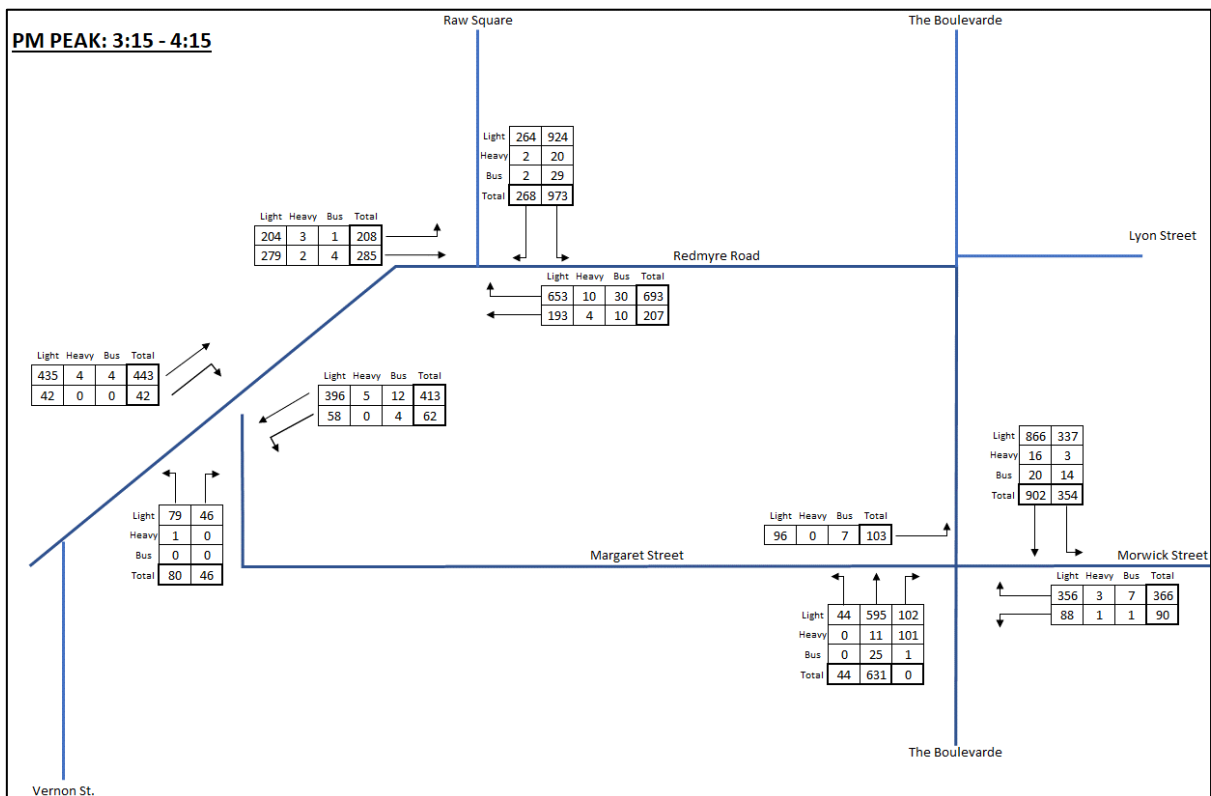 Raw Square
The Boulevarde
PM PEAK: 3:15 - 4:15
Light 264 924
Heavy 2 20
Bus 2 29
Total 268 973
Light Heavy Bus Total
204 3 1 208
279 2 4 285
Lyon Street
Redmyre Road
Light Heavy Bus Total
653 10 30 693
193 4 10 207
Light Heavy Bus Total
435 4 4 443
42 0 0 42
Light Heavy Bus Total
396 5 12 413
58 0 4 62
Light 866 337
Heavy 16 3
Bus 20 14
Total 902 354
Light 79 46
Heavy 1 0
Bus 0 0
Total 80 46
Light Heavy Bus Total
96 0 7 103
Margaret Street
Morwick Street
Light Heavy Bus Total
356 3 7 366
88 1 1 90
Light 44 595 102
Heavy 0 11 101
Bus 0 25 1
Total 44 631 0
The Boulevarde
Vernon St.